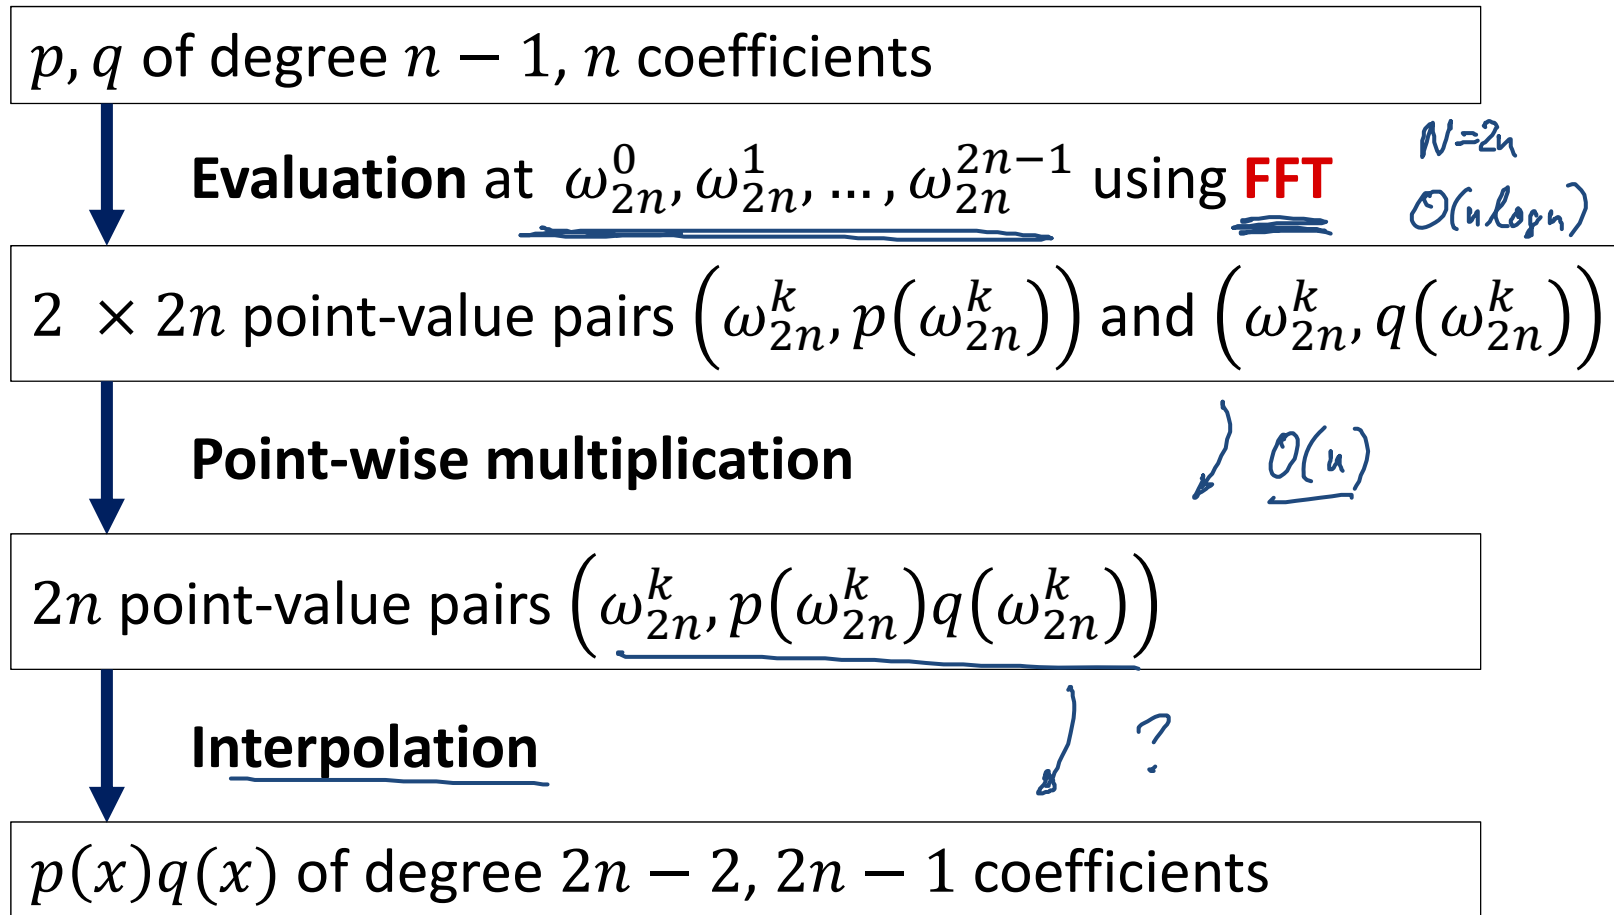 p, q of degree n − 1, n coefficients
N=2n
Evaluation at ω_{2n}^0, ω_{2n}^1, … , ω_{2n}^{2n−1} using FFT
O(n log n)
2 × 2n point-value pairs (ω_{2n}^k, p(ω_{2n}^k)) and (ω_{2n}^k, q(ω_{2n}^k))
Point-wise multiplication O(n)
2n point-value pairs (ω_{2n}^k, p(ω_{2n}^k)q(ω_{2n}^k))
Interpolation ?
p(x)q(x) of degree 2n − 2, 2n − 1 coefficients